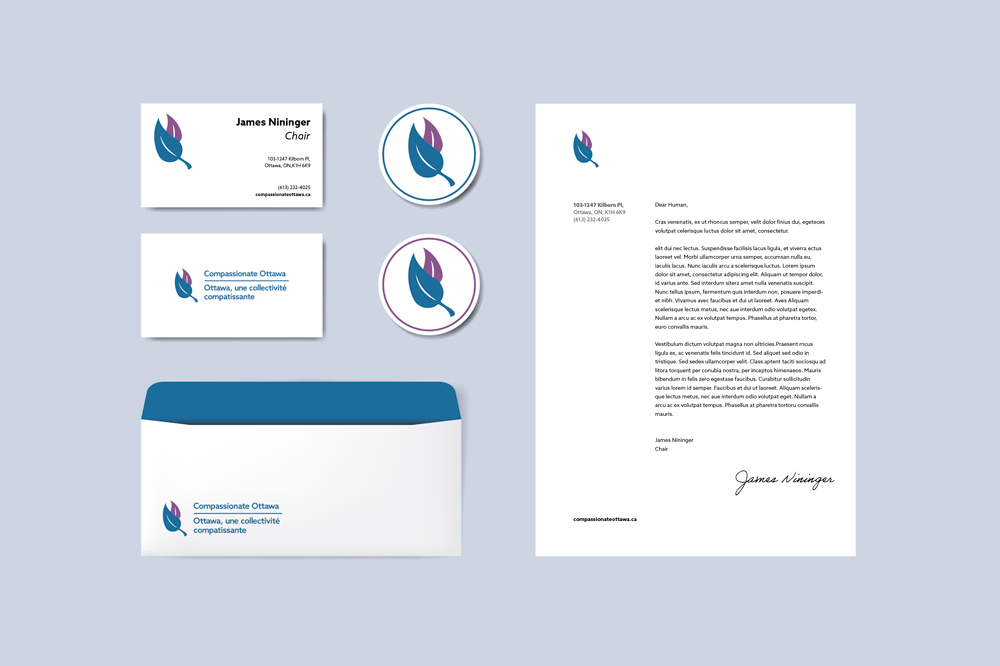 James Nininger
Chair
103-1247 Kilborn Pl,
Ottawa, ON,K1H 6K9
(613) 232-4025
compassionateottawa.ca
Compassionate Ottawa
Ottawa, une collectivité
compatissante
Compassionate Ottawa
Ottawa, une collectivité
compatissante
103-1247 Kilborn Pl,
Ottawa, ON, K1H 6K9
(613) 232-4025
Dear Human,
Cras venenatis, ex ut rhoncus semper, velit dolor finius dui, egeteces
volutpat celerisque luctus dolor sit amet, consectetur.
elit dui nec lectus. Suspendisse facilisis lacus ligula, et viverra ectus
laoreet vel. Morbi ullamcorper urna semper, accumsan nulla eu,
iaculis lacus. Nunc iaculis arcu a scelerisque luctus. Lorem ipsum
dolor sit amet, consectetur adipiscing elit. Aliquam ut tempor dolor,
id varius ante. Sed interdum siterz amet nulla venenatis suscipit.
Nunc tellus ipsum, fermentum quis interdum non, posuere imperdi-
et nibh. Vivamus avec faucibus et dui ut laoreet. Aves Aliquam
scelerisque lectus metus, nec aue interdum odio volutpat egetex.
Nullam a arcu ac ex volutpat tempus. Phasellus at pharetra tortor,
euro convallis mauris.
Vestibulum dictum volutpat magna non ultricies.Praesent rncus
ligula ex, ac venenatis felis tincidunt id. Sed aliquet sed odio in
tristique. Sed sedex ullamcorper velit. Class aptent taciti sociosqu ad
litora torquent per conubia nostra, per inceptos himenaeos. Mauris
bibendum in felis zero egestase faucibus. Curabitur sollicitudin
varius lorem id semper. Faucibus et dui ut laoreet. Aliquam sceleris-
que lectus metus, nec aue interdum odio volutpat eget. Nullam a
arcu ac ex volutpat tempus. Phasellus at pharetra tortoru convallis
mauris.
James Nininger
Chair
James Nininger
compassionateottawa.ca